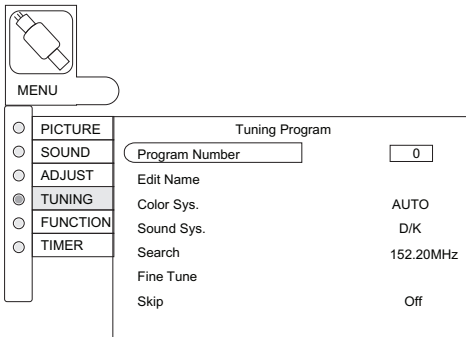 MENU
PICTURE
SOUND
ADJUST
TUNING
FUNCTION
TIMER
Tuning Program
Program Number 0
Edit Name
Color Sys. AUTO
Sound Sys. D/K
Search 152.20MHz
Fine Tune
Skip Off